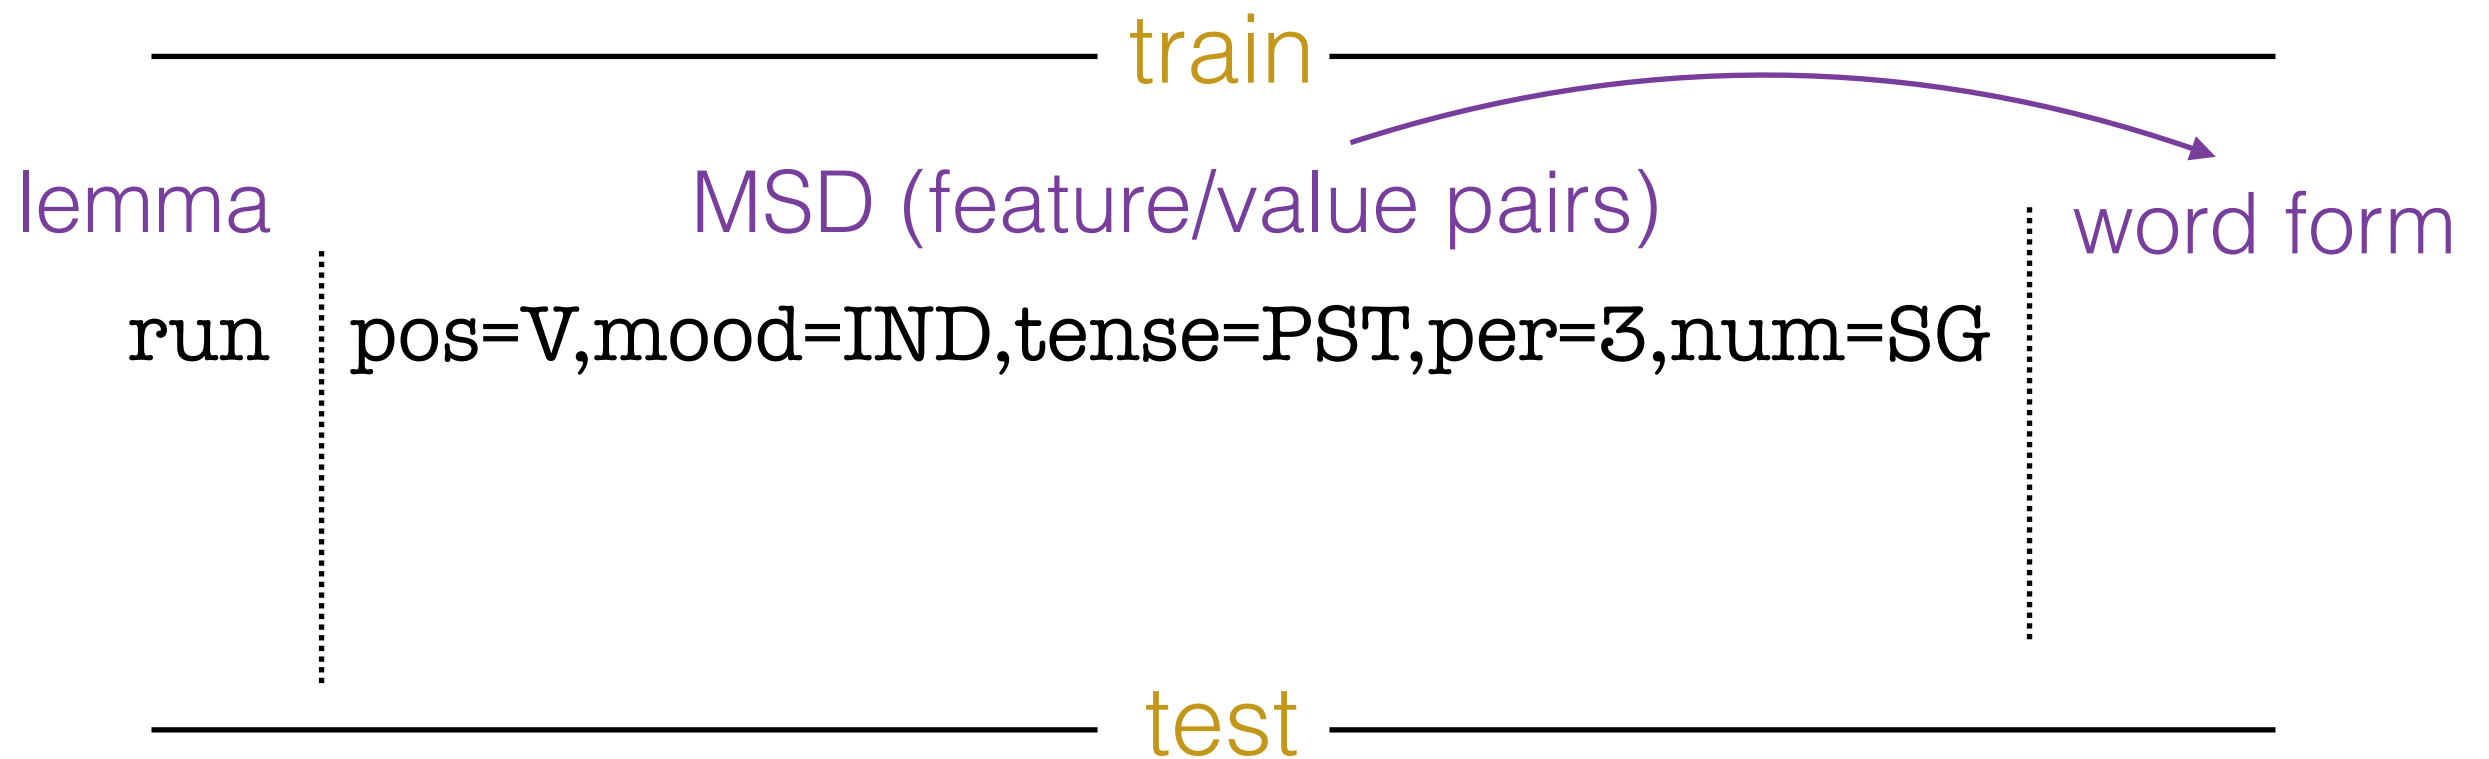 train
lemma MSD (feature/value pairs) word form
run pos=V,mood=IND,tense=PST,per=3,num=SG
test